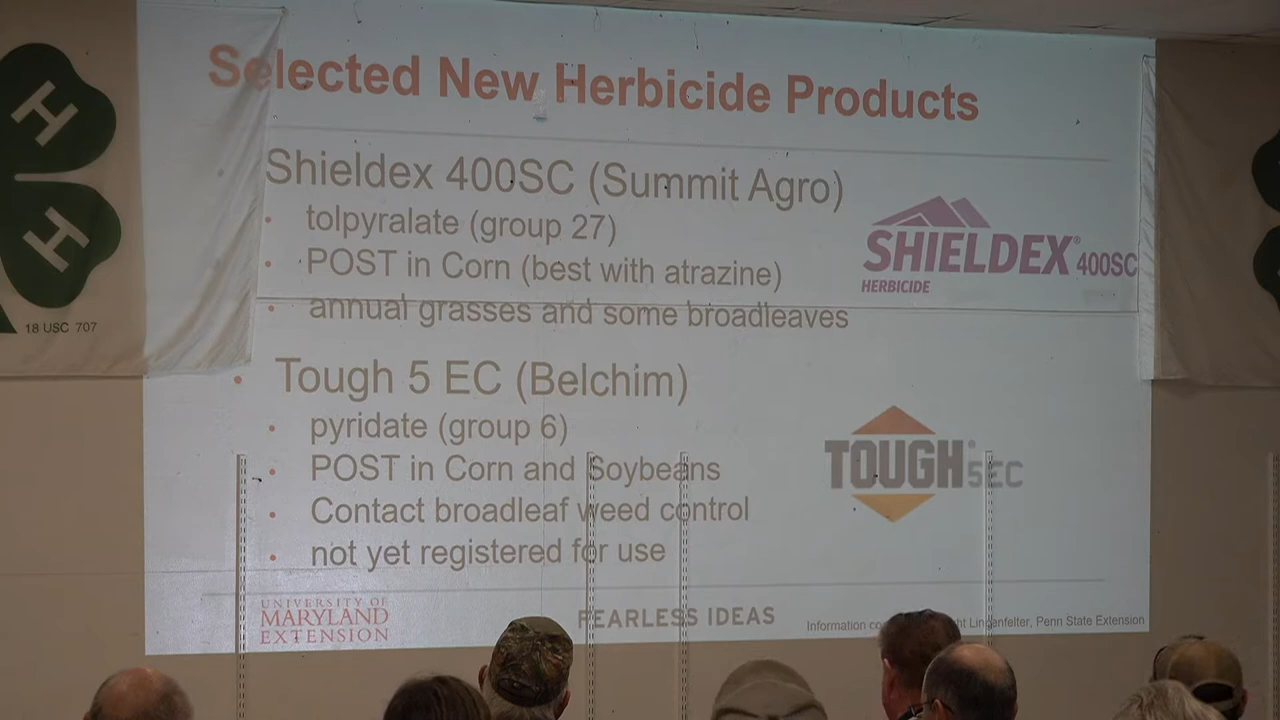 Selected New Herbicide Products
Shieldex 400SC (Summit Agro)
• tolpyralate (group 27)
• POST in Corn (best with atrazine)
• annual grasses and some broadleaves
SHIELDEX® 400SC
HERBICIDE
• Tough 5 EC (Belchim)
• pyridate (group 6)
• POST in Corn and Soybeans
• Contact broadleaf weed control
• not yet registered for use
TOUGH® 5EC
UNIVERSITY OF
MARYLAND
EXTENSION
FEARLESS IDEAS
Information Lingenfelter, Penn State Extension
H
H
18 USC 707